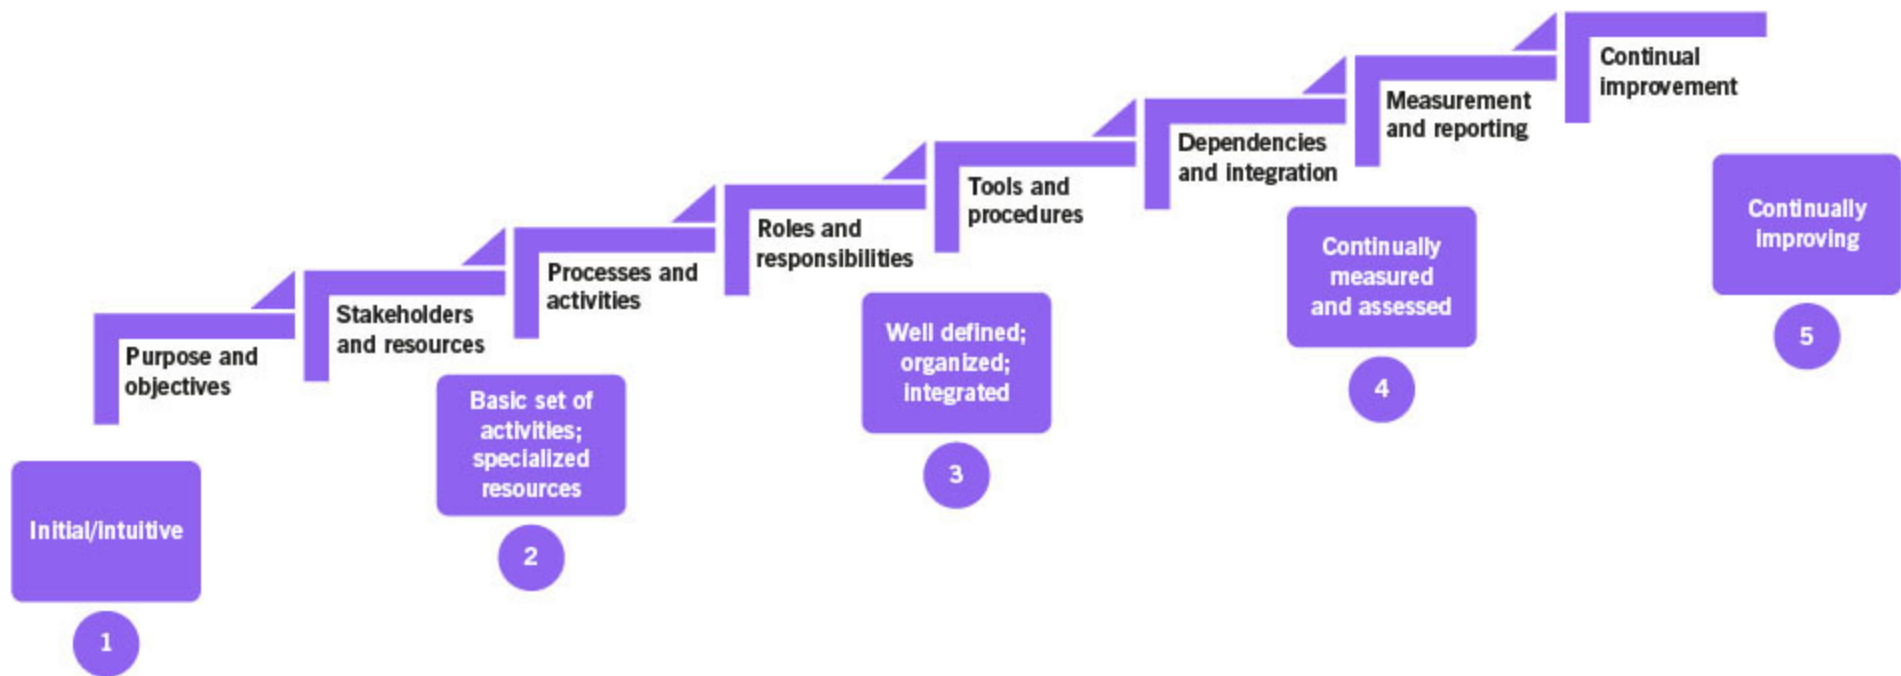 Purpose and
objectives
Stakeholders
and resources
Processes and
activities
Roles and
responsibilities
Tools and
procedures
Dependencies
and integration
Measurement
and reporting
Continual
improvement
Initial/intuitive
1
Basic set of
activities;
specialized
resources
2
Well defined;
organized;
integrated
3
Continually
measured
and assessed
4
Continually
improving
5